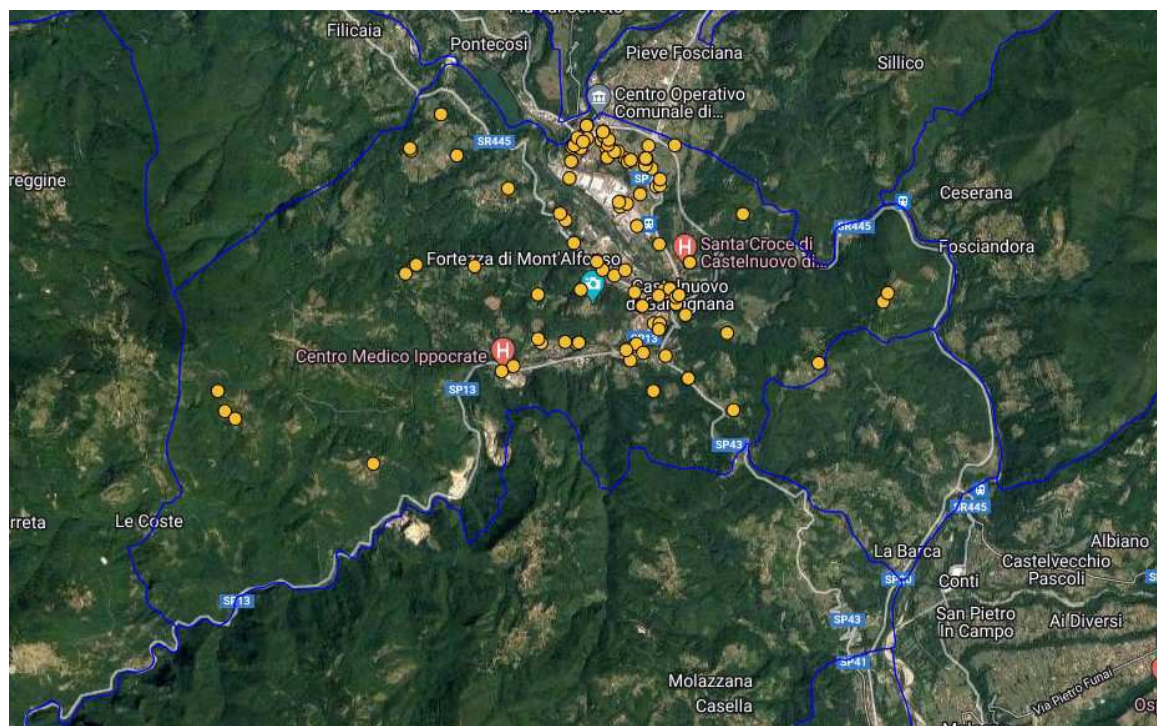 Filicaia
Pontecosi
Pieve Fosciana
Sillico
Centro Operativo
Comunale di...
SR445
reggine
SP
Ceserana
SR445
Fosciandora
Santa Croce di
Castelnuovo di...
Fortezza di Mont'Alfonso
Castelnuovo
di Garfagnana
SP13
Centro Medico Ippocrate
SP13
SP43
SR445
rreta
Le Coste
Albiano
La Barca
Castelvecchio
Pascoli
Conti
SP13
San Pietro
In Campo
SP43
Ai Diversi
SP41
Molazzana
Casella
Via Pietro Funai